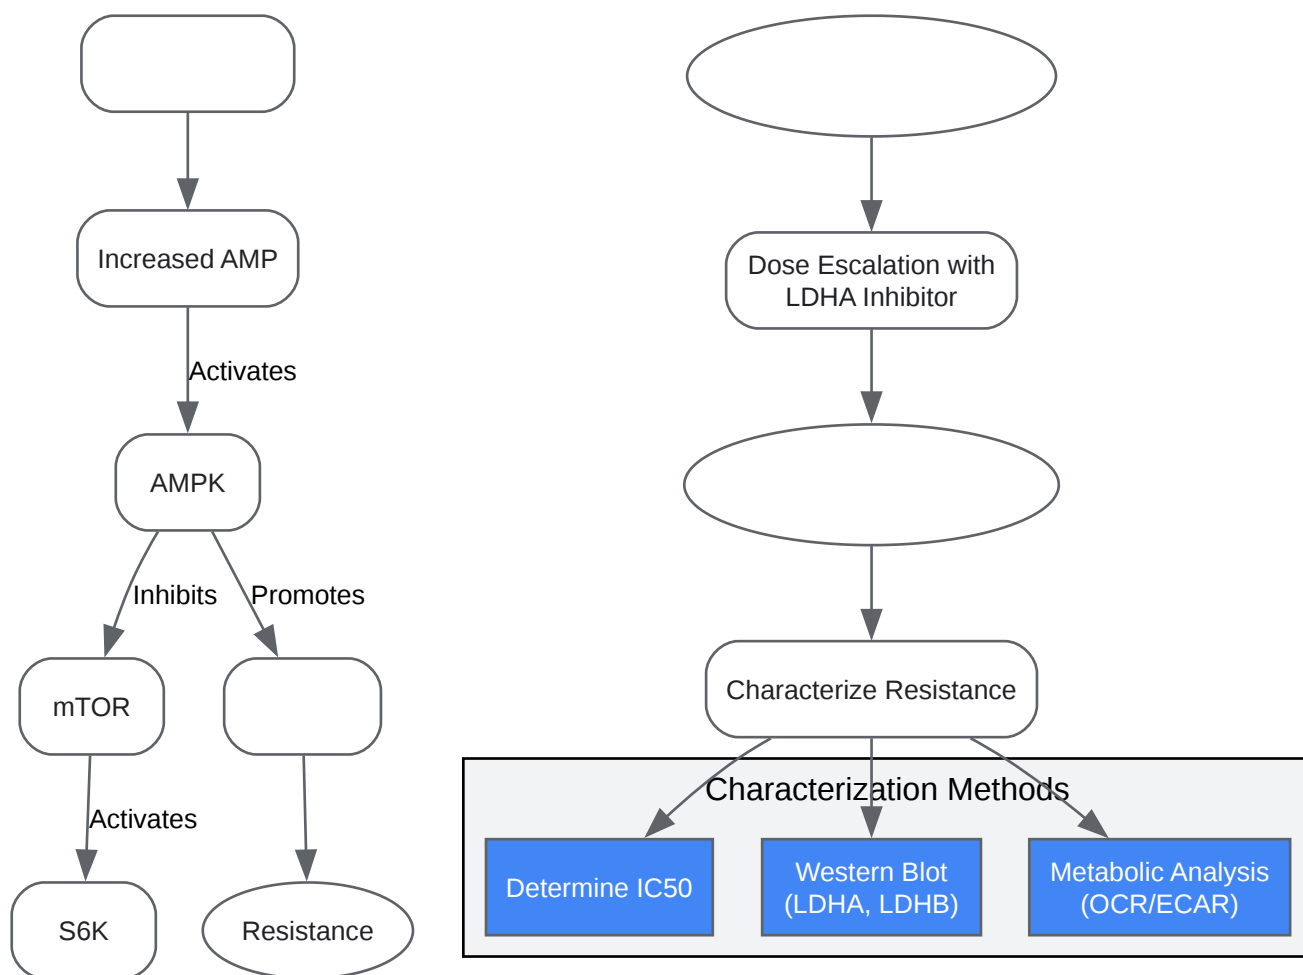 Increased AMP
Activates
AMPK
Inhibits
Promotes
mTOR
Activates
S6K
Resistance
Dose Escalation with
LDHA Inhibitor
Characterize Resistance
Characterization Methods
Determine IC50
Western Blot
(LDHA, LDHB)
Metabolic Analysis
(OCR/ECAR)